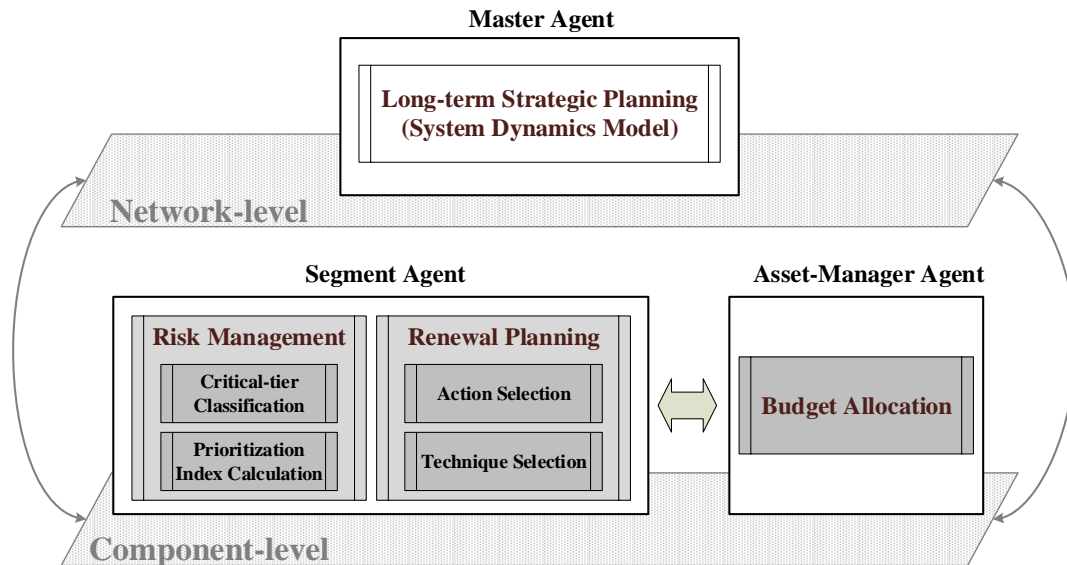 Master Agent
Long-term Strategic Planning
(System Dynamics Model)
Network-level
Segment Agent
Asset-Manager Agent
Risk Management
Critical-tier
Classification
Prioritization
Index Calculation
Renewal Planning
Action Selection
Technique Selection
Budget Allocation
Component-level